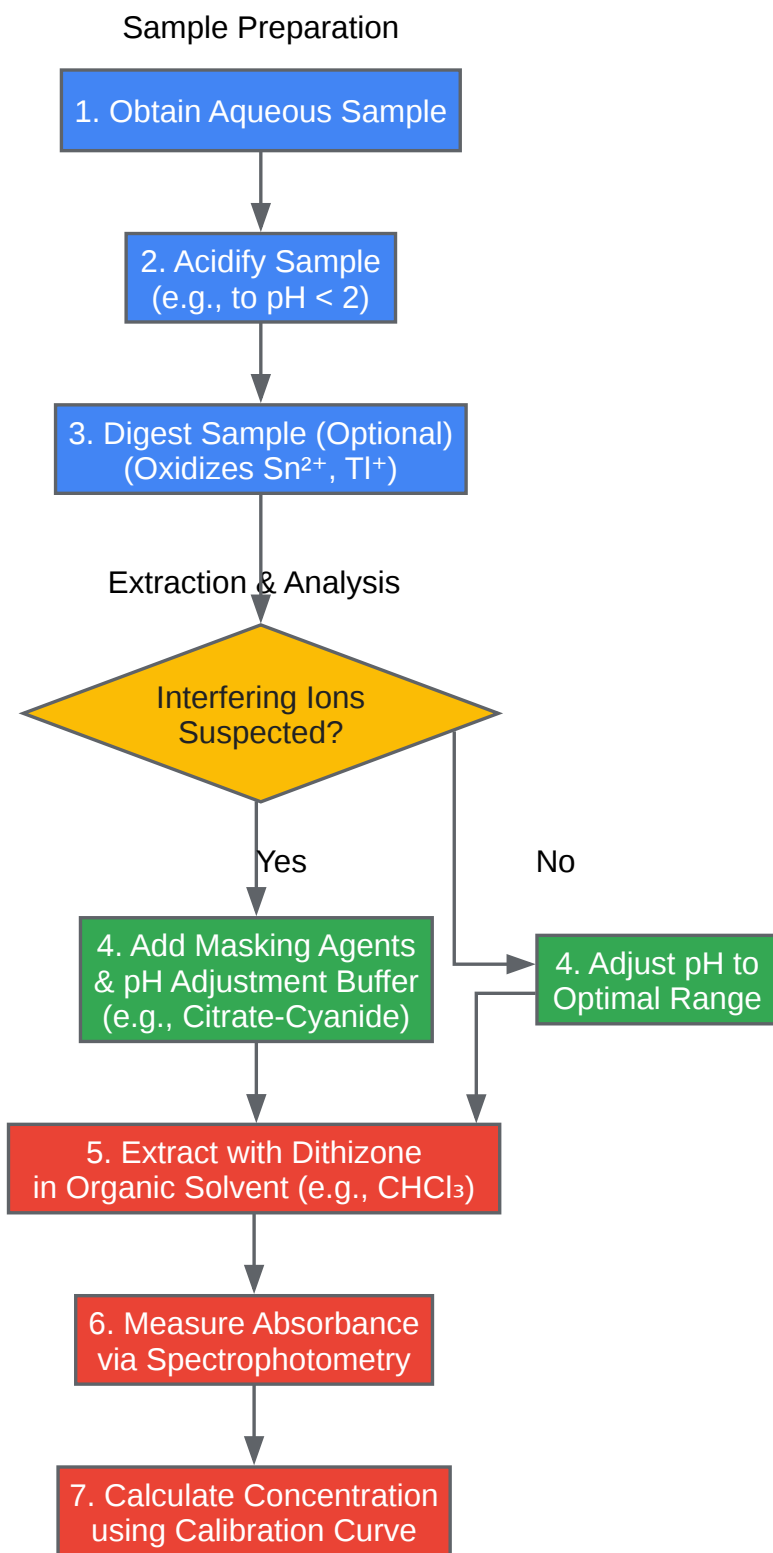 Sample Preparation
1. Obtain Aqueous Sample
2. Acidify Sample
(e.g., to pH < 2)
3. Digest Sample (Optional)
(Oxidizes Sn²⁺, Tl⁺)
Extraction & Analysis
Interfering Ions
Suspected?
Yes
No
4. Add Masking Agents
& pH Adjustment Buffer
(e.g., Citrate-Cyanide)
4. Adjust pH to
Optimal Range
5. Extract with Dithizone
in Organic Solvent (e.g., CHCl₃)
6. Measure Absorbance
via Spectrophotometry
7. Calculate Concentration
using Calibration Curve